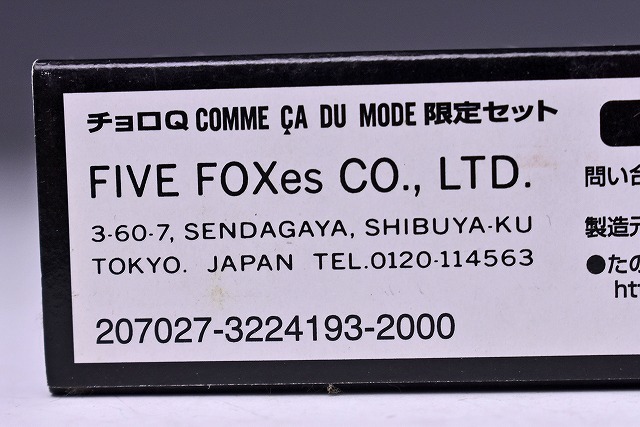 チョロQ COMME ÇA DU MODE 限定セット
FIVE FOXes CO., LTD.
3-60-7, SENDAGAYA, SHIBUYA-KU
TOKYO. JAPAN TEL.0120-114563
207027-3224193-2000
問い合
製造元
●たの
htt